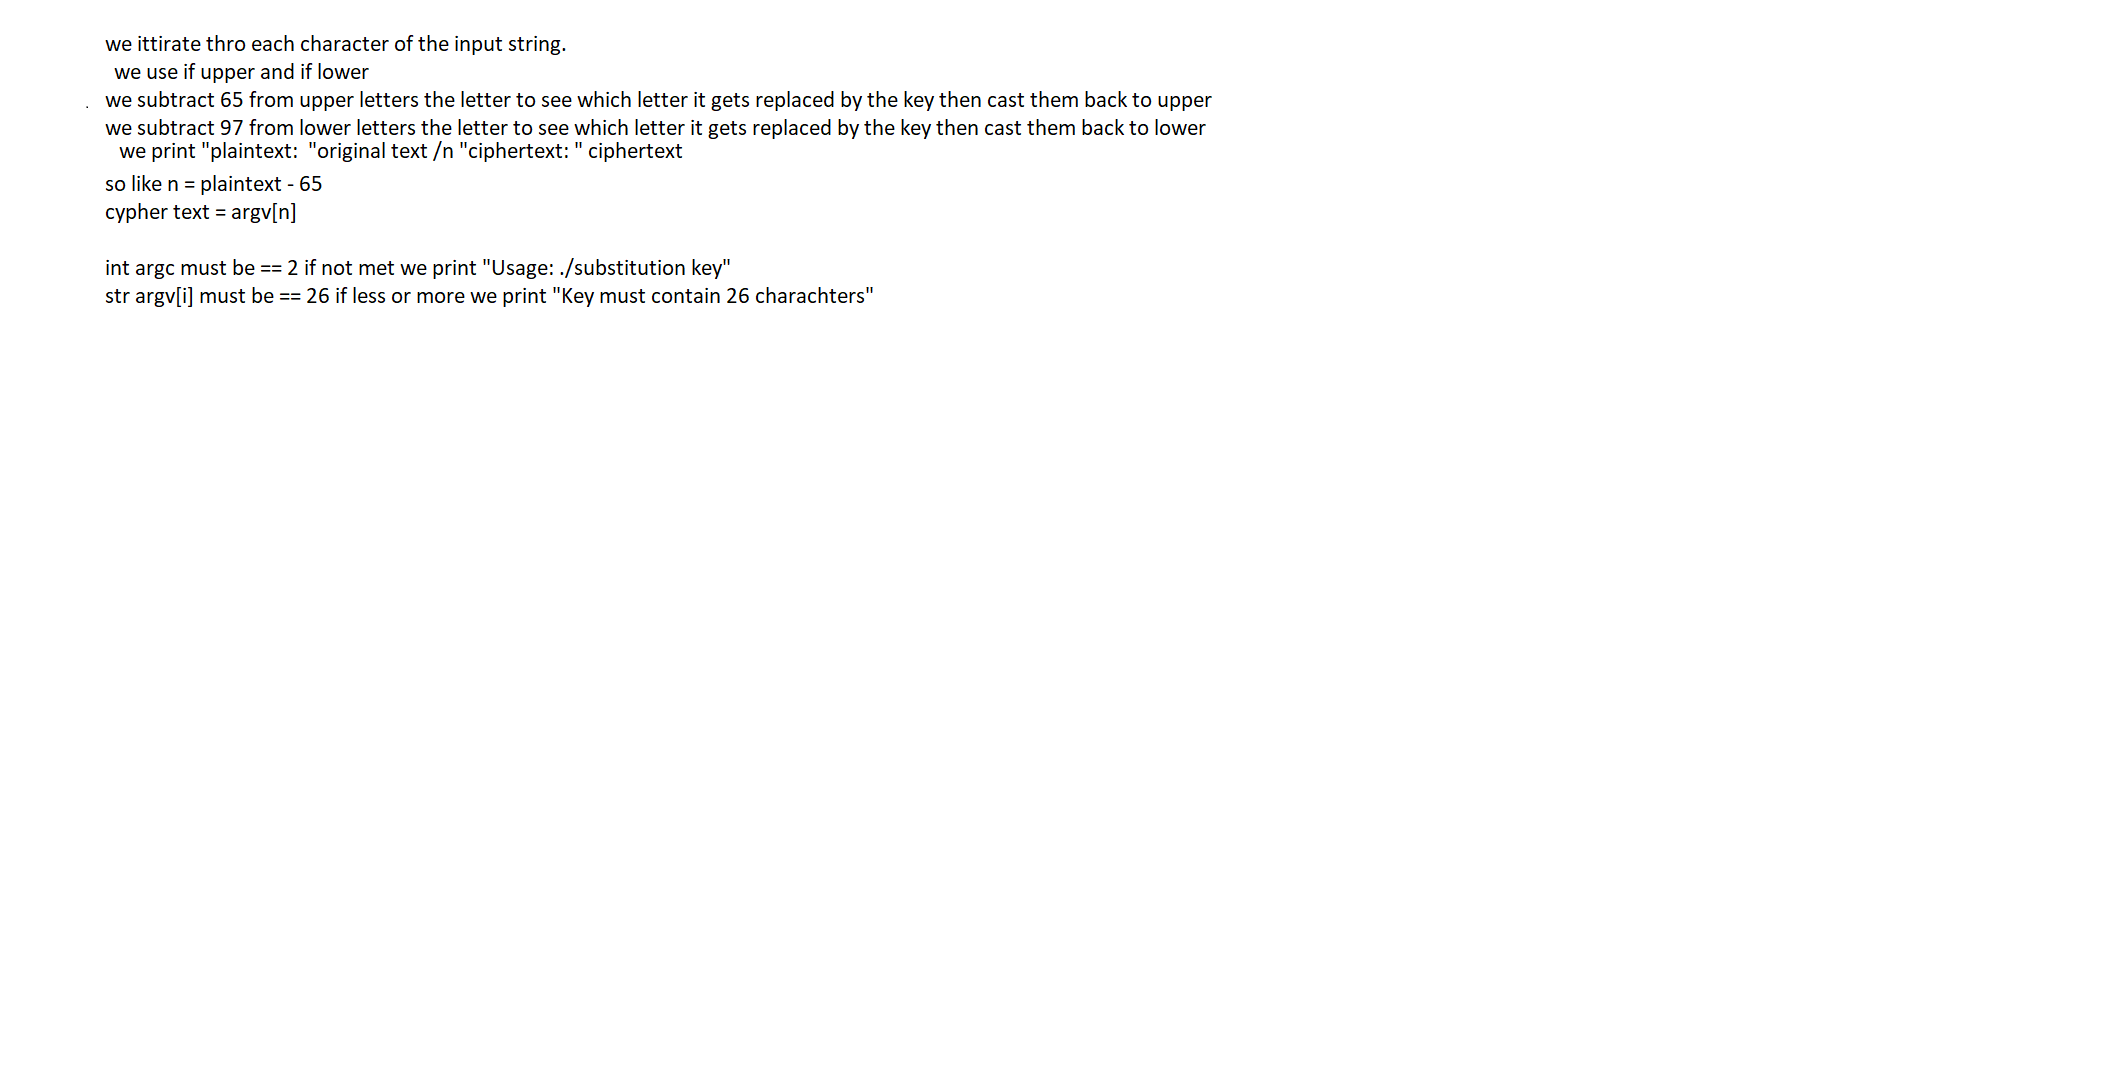 we ittirate thro each character of the input string.
we use if upper and if lower
. we subtract 65 from upper letters the letter to see which letter it gets replaced by the key then cast them back to upper
we subtract 97 from lower letters the letter to see which letter it gets replaced by the key then cast them back to lower
we print "plaintext:  "original text /n "ciphertext: " ciphertext
so like n = plaintext - 65
cypher text = argv[n]
int argc must be == 2 if not met we print "Usage: ./substitution key"
str argv[i] must be == 26 if less or more we print "Key must contain 26 charachters"